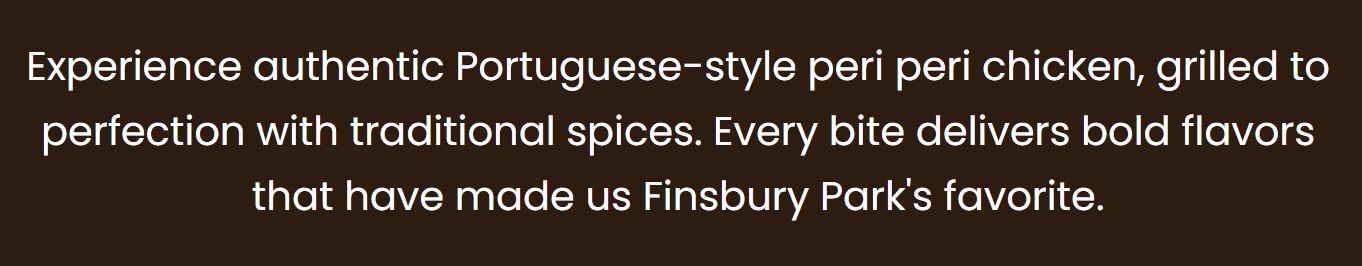 Experience authentic Portuguese-style peri peri chicken, grilled to
perfection with traditional spices. Every bite delivers bold flavors
that have made us Finsbury Park's favorite.